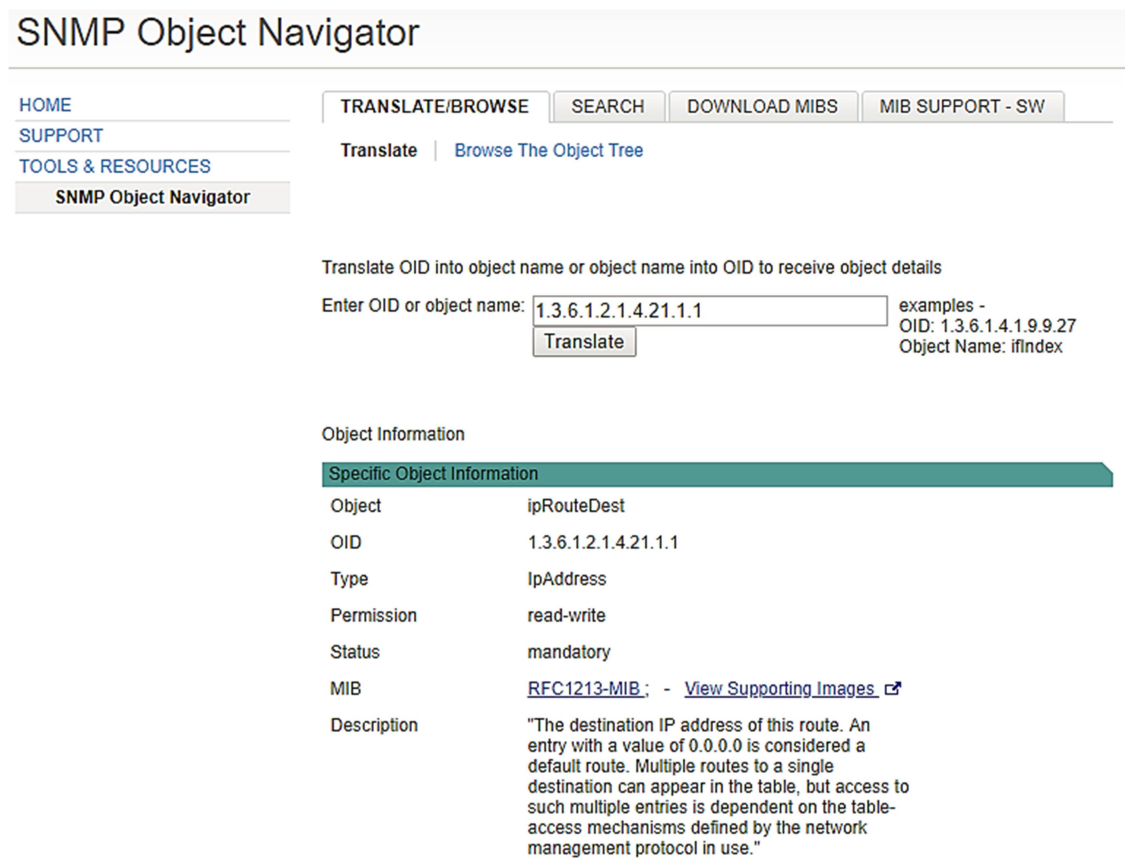 SNMP Object Navigator
HOME
SUPPORT
TOOLS & RESOURCES
SNMP Object Navigator
TRANSLATE/BROWSE
SEARCH
DOWNLOAD MIBS
MIB SUPPORT - SW
Translate
Browse The Object Tree
Translate OID into object name or object name into OID to receive object details
Enter OID or object name:
1.3.6.1.2.1.4.21.1.1
Translate
examples -
OID: 1.3.6.1.4.1.9.9.27
Object Name: ifIndex
Object Information
Specific Object Information
Object ipRouteDest
OID 1.3.6.1.2.1.4.21.1.1
Type IpAddress
Permission read-write
Status mandatory
MIB RFC1213-MIB ; - View Supporting Images
Description "The destination IP address of this route. An
entry with a value of 0.0.0.0 is considered a
default route. Multiple routes to a single
destination can appear in the table, but access to
such multiple entries is dependent on the table-
access mechanisms defined by the network
management protocol in use."